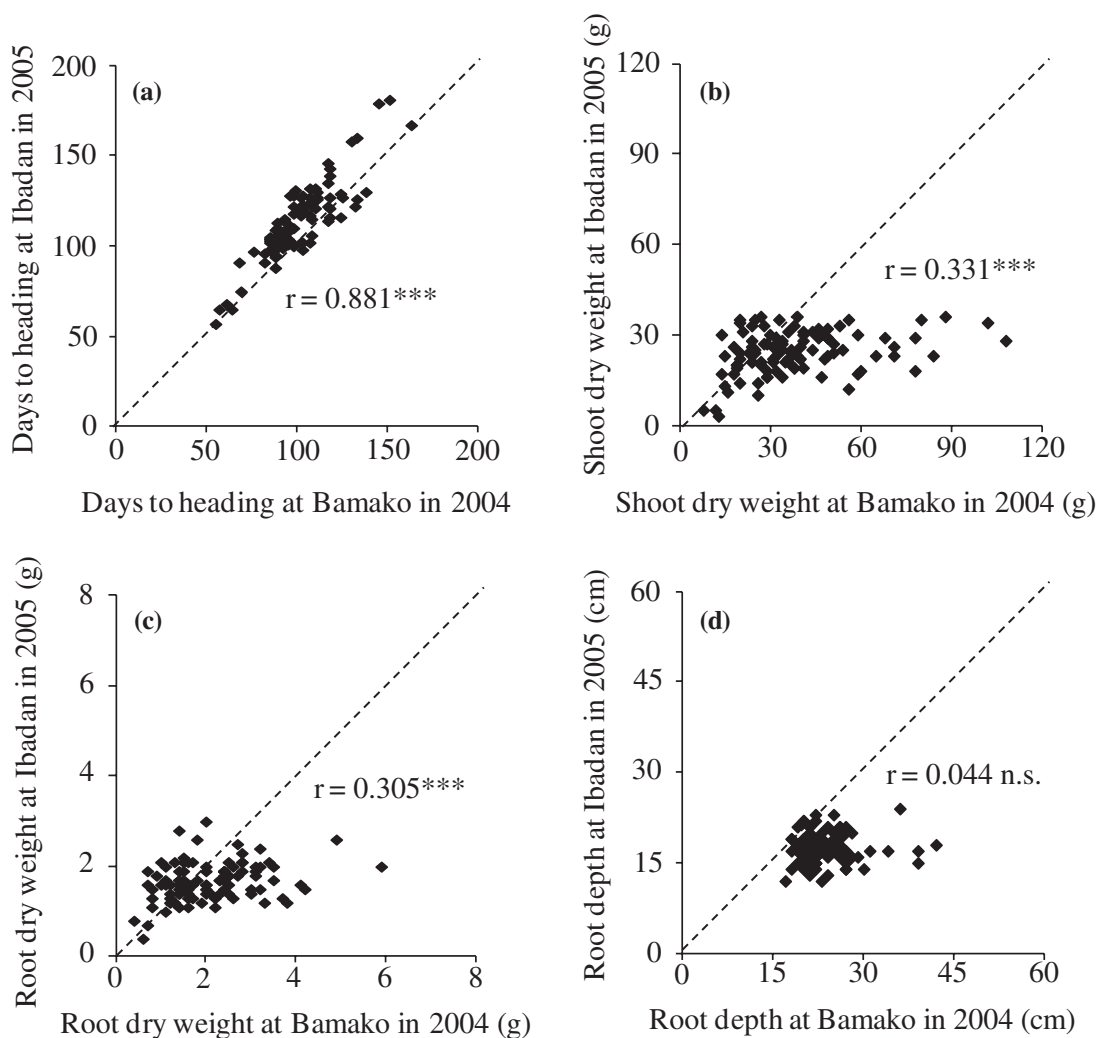 Days to heading at Ibadan in 2005
200
150
100
50
0
(a)
r = 0.881***
0
50
100
150
200
Days to heading at Bamako in 2004
Shoot dry weight at Ibadan in 2005 (g)
120
90
60
30
0
(b)
r = 0.331***
0
30
60
90
120
Shoot dry weight at Bamako in 2004 (g)
Root dry weight at Ibadan in 2005 (g)
8
6
4
2
0
(c)
r = 0.305***
0
2
4
6
8
Root dry weight at Bamako in 2004 (g)
Root depth at Ibadan in 2005 (cm)
60
45
30
15
0
(d)
r = 0.044 n.s.
0
15
30
45
60
Root depth at Bamako in 2004 (cm)